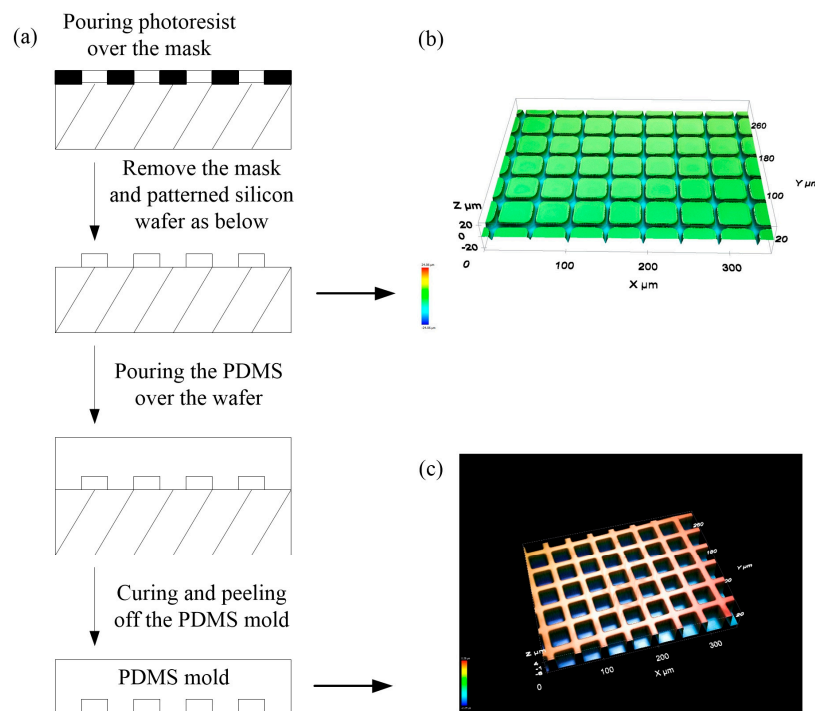 (a)
Pouring photoresist
over the mask
Remove the mask
and patterned silicon
wafer as below
Pouring the PDMS
over the wafer
Curing and peeling
off the PDMS mold
PDMS mold
(b)
260
180
Y µm
100
20
Z µm
20
0
-20
0
100
200
300
X µm
(c)
260
180
Y µm
20
Z µm
0
100
200
300
X µm